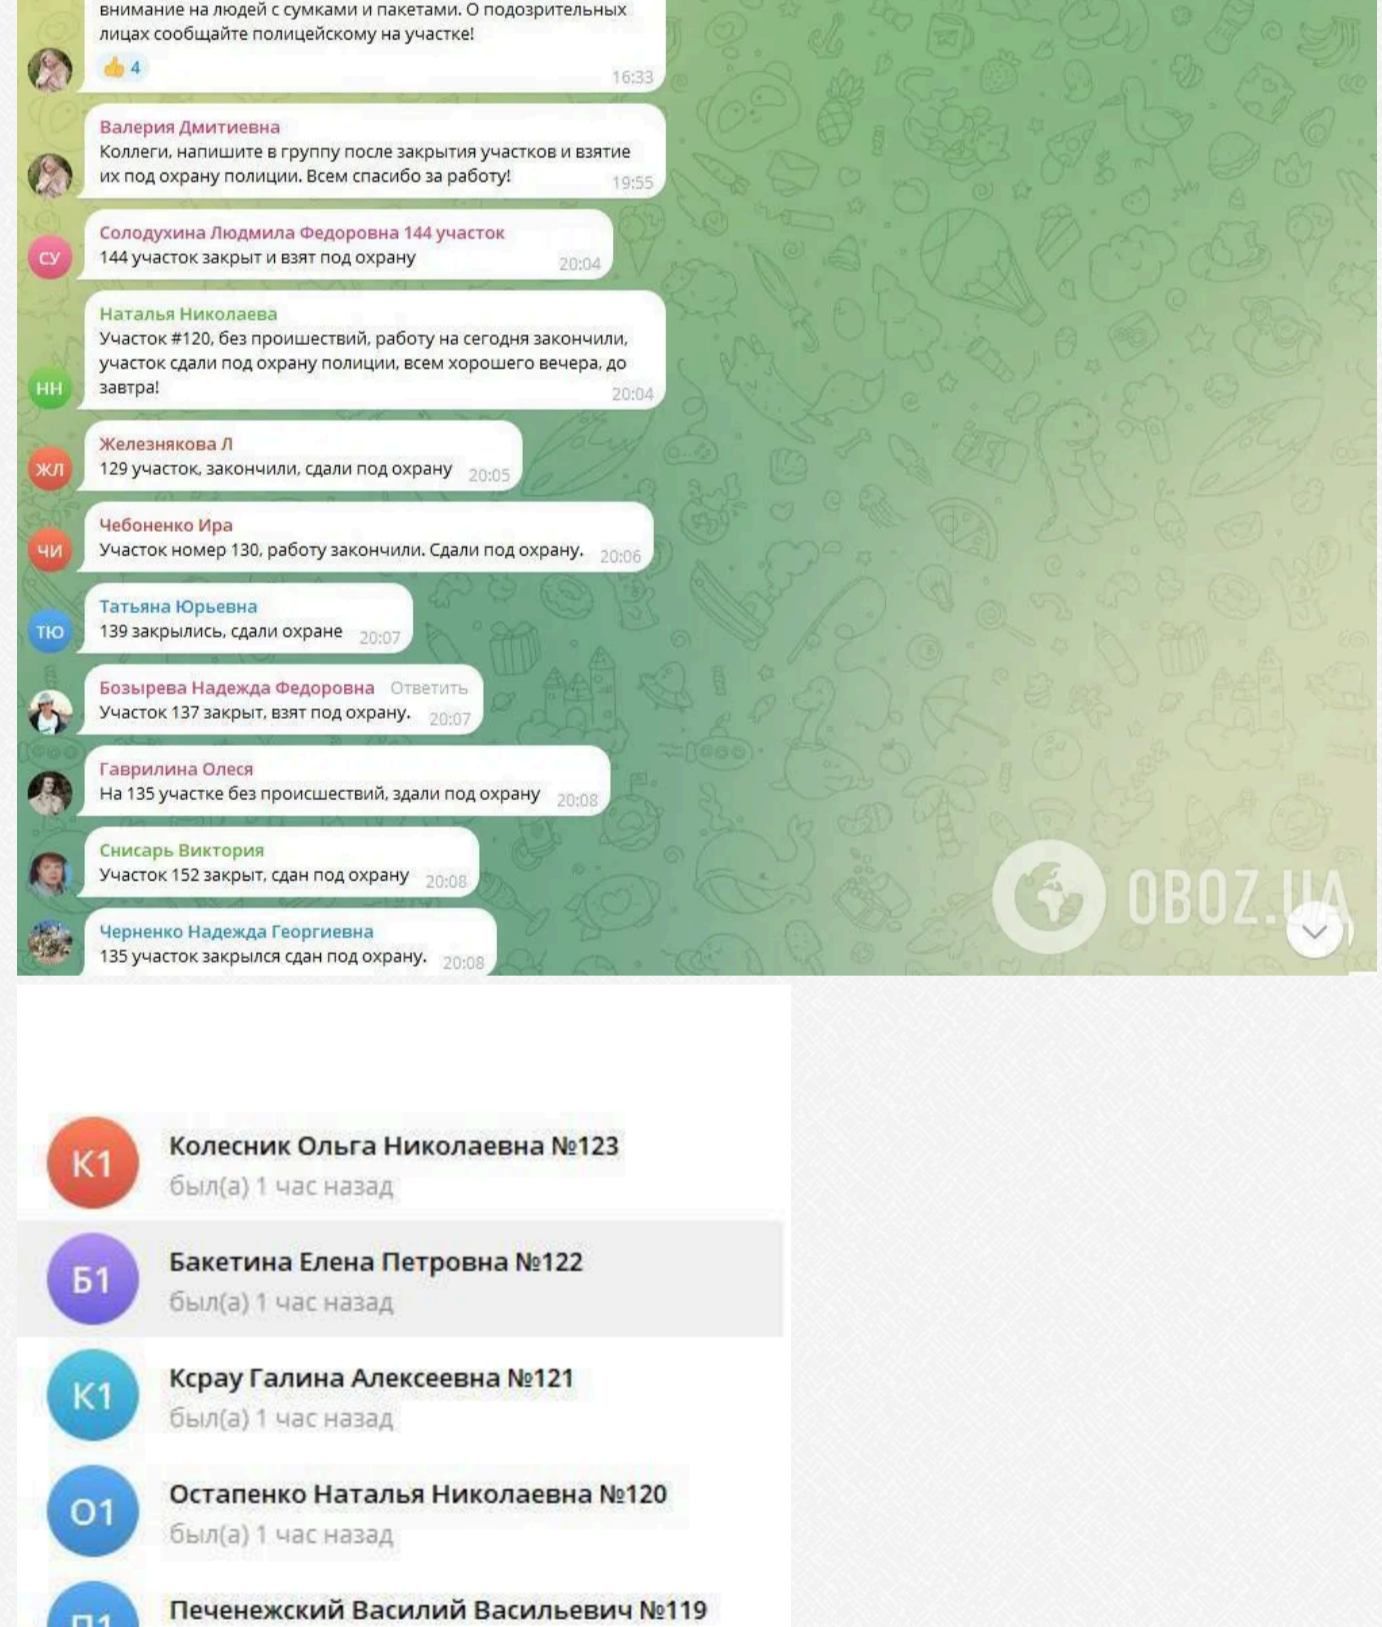 внимание на людей с сумками и пакетами. О подозрительных
лицах сообщайте полицейскому на участке!
👍 4
16:33
Валерия Дмитиевна
Коллеги, напишите в группу после закрытия участков и взятие
их под охрану полиции. Всем спасибо за работу!
19:55
Солодухина Людмила Федоровна 144 участок
СУ
144 участок закрыт и взят под охрану
20:04
Наталья Николаева
Участок #120, без проишествий, работу на сегодня закончили,
участок сдали под охрану полиции, всем хорошего вечера, до
НН
завтра!
20:04
Железнякова Л
ЖЛ
129 участок, закончили, сдали под охрану
20:05
Чебоненко Ира
ЧИ
Участок номер 130, работу закончили. Сдали под охрану.
20:06
Татьяна Юрьевна
ТЮ
139 закрылись, сдали охране
20:07
Бозырева Надежда Федоровна Ответить
Участок 137 закрыт, взят под охрану.
20:07
Гаврилина Олеся
На 135 участке без происшествий, здали под охрану
20:08
Снисарь Виктория
Участок 152 закрыт, сдан под охрану
20:08
OBOZ.UA
Черненко Надежда Георгиевна
135 участок закрылся сдан под охрану.
20:08
К1
Колесник Ольга Николаевна №123
был(а) 1 час назад
Б1
Бакетина Елена Петровна №122
был(а) 1 час назад
К1
Ксрау Галина Алексеевна №121
был(а) 1 час назад
О1
Остапенко Наталья Николаевна №120
был(а) 1 час назад
П1
Печенежский Василий Васильевич №119